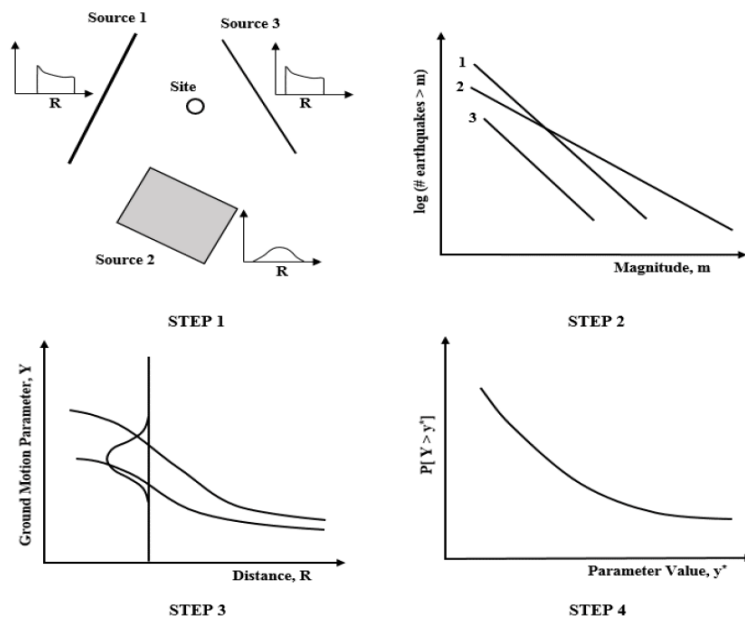 Source 1
Source 3
R
Site
R
Source 2
R
STEP 1
log (# earthquakes > m)
1
2
3
Magnitude, m
STEP 2
Ground Motion Parameter, Y
Distance, R
STEP 3
P[ Y > y*]
Parameter Value, y*
STEP 4